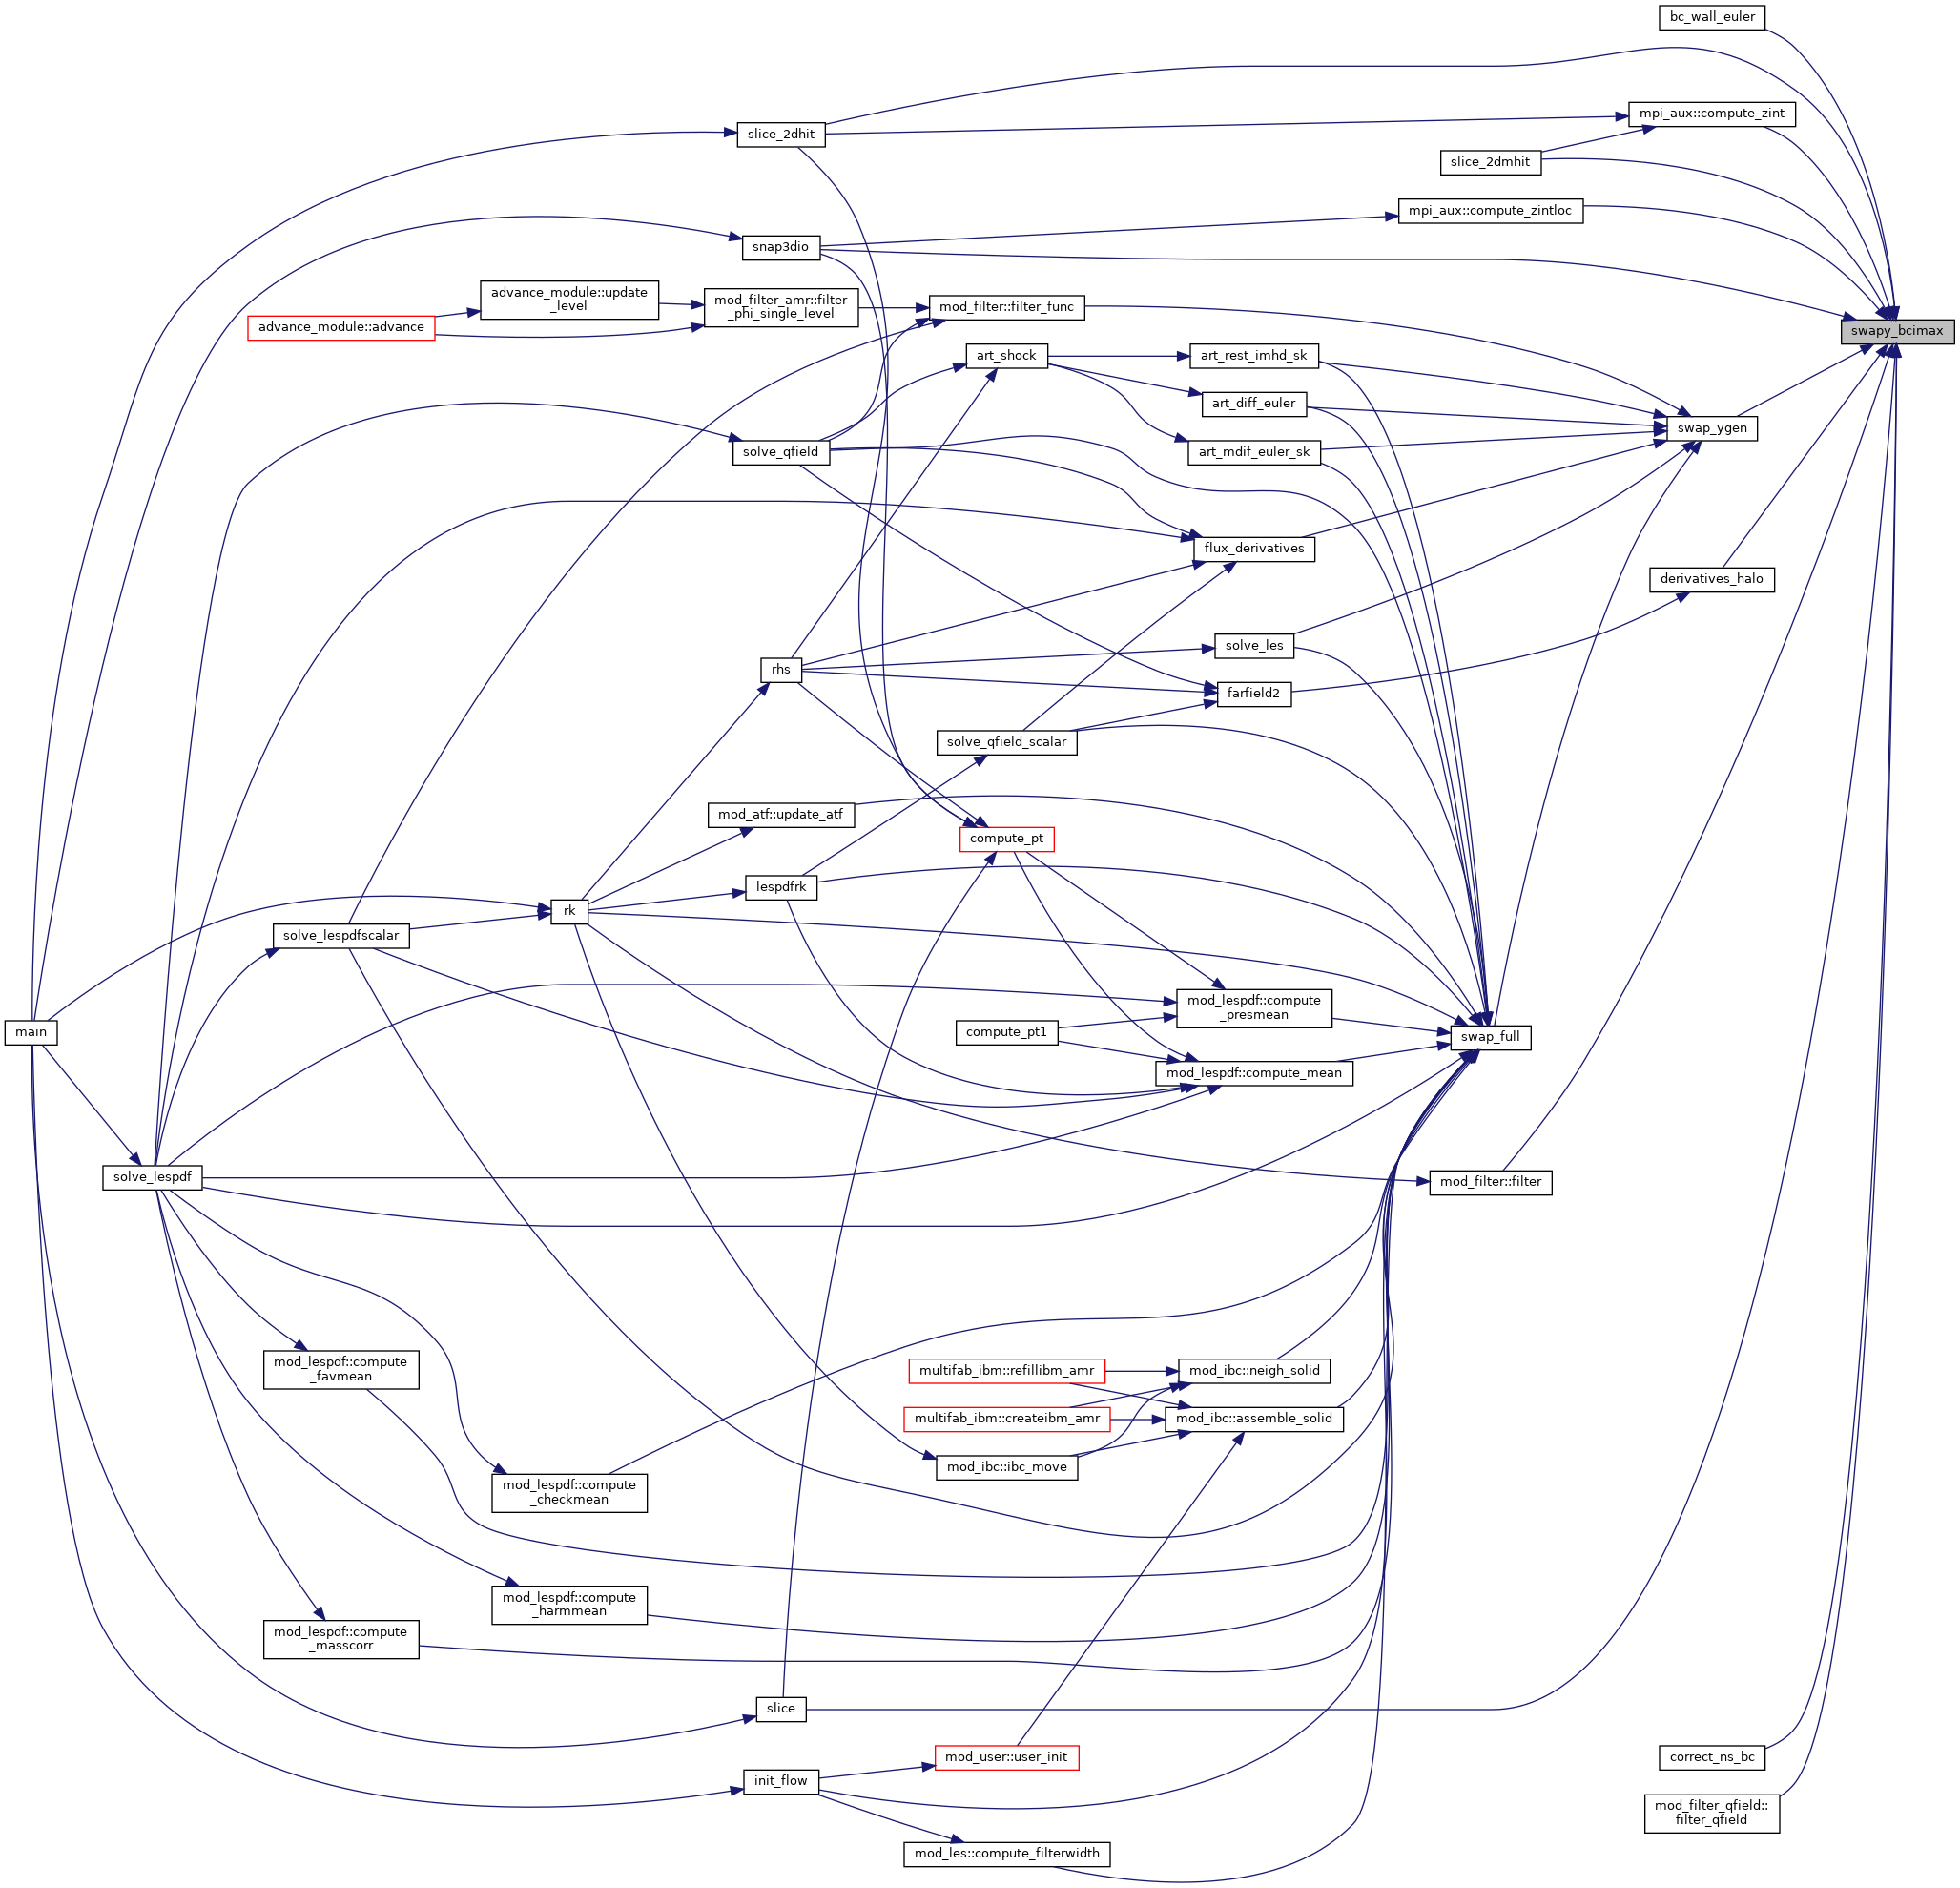 bc_wall_euler
mpi_aux::compute_zint
slice_2dhit
slice_2dmhit
mpi_aux::compute_zintloc
snap3dio
advance_module::update
_level
mod_filter_amr::filter
_phi_single_level
mod_filter::filter_func
advance_module::advance
swapy_bcimax
art_shock
art_rest_imhd_sk
art_diff_euler
swap_ygen
solve_qfield
art_mdif_euler_sk
flux_derivatives
derivatives_halo
solve_les
rhs
farfield2
solve_qfield_scalar
mod_atf::update_atf
compute_pt
lespdfrk
rk
solve_lespdfscalar
mod_lespdf::compute
_presmean
main
compute_pt1
swap_full
mod_lespdf::compute_mean
solve_lespdf
mod_filter::filter
mod_lespdf::compute
_favmean
multifab_ibm::refillibm_amr
mod_ibc::neigh_solid
multifab_ibm::createibm_amr
mod_ibc::assemble_solid
mod_ibc::ibc_move
mod_lespdf::compute
_checkmean
mod_lespdf::compute
_harmmean
mod_lespdf::compute
_masscorr
slice
mod_user::user_init
correct_ns_bc
init_flow
mod_filter_qfield::
filter_qfield
mod_les::compute_filterwidth